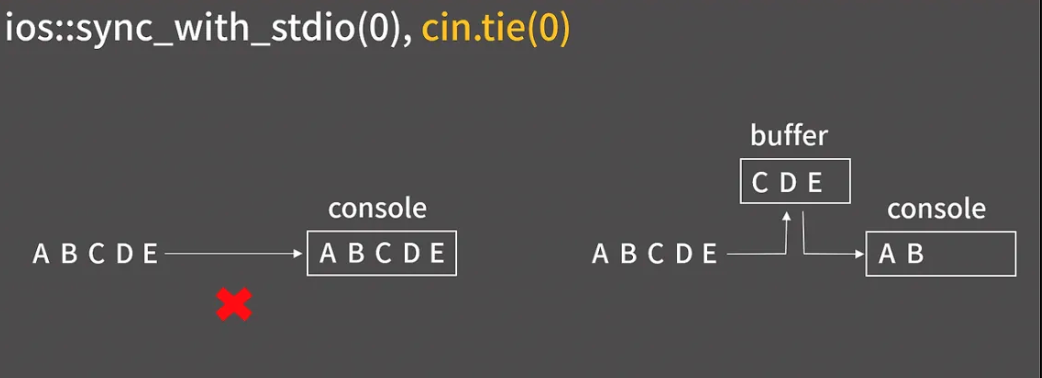 ios::sync_with_stdio(0), cin.tie(0)
A B C D E
console
A B C D E
A B C D E
buffer
C D E
console
A B